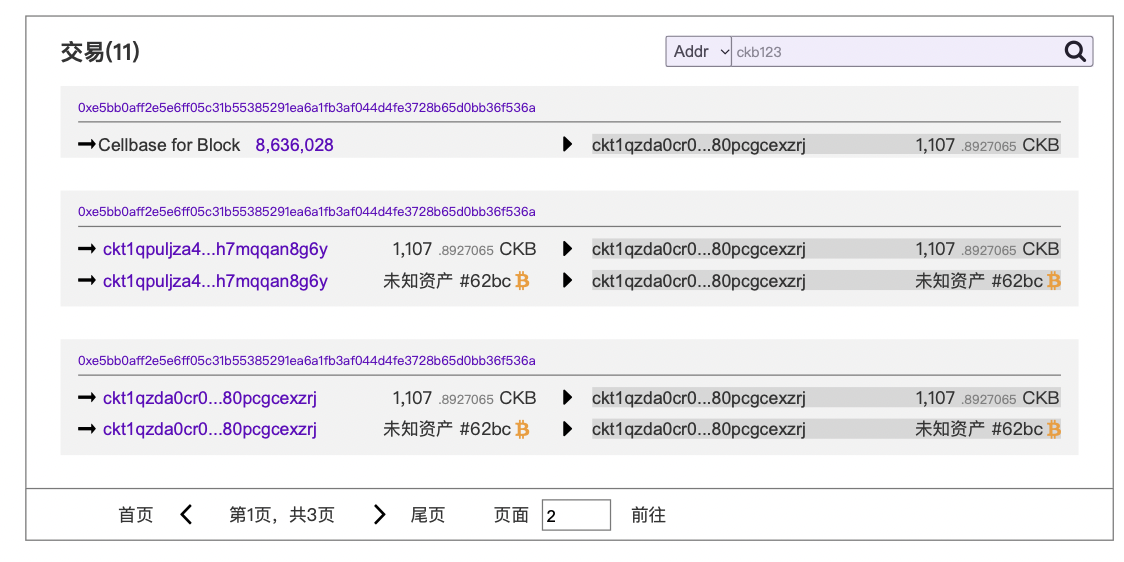 交易(11)
Addr ckb123
0xe5bb0aff2e5e6ff05c31b55385291ea6a1fb3af044d4fe3728b65d0bb36f536a
Cellbase for Block 8,636,028 ckt1qzda0cr0...80pcgcexzrj 1,107 .8927065 CKB
0xe5bb0aff2e5e6ff05c31b55385291ea6a1fb3af044d4fe3728b65d0bb36f536a
ckt1qpuljza4...h7mqqan8g6y 1,107 .8927065 CKB ckt1qzda0cr0...80pcgcexzrj 1,107 .8927065 CKB
ckt1qpuljza4...h7mqqan8g6y 未知资产 #62bc ckt1qzda0cr0...80pcgcexzrj 未知资产 #62bc
0xe5bb0aff2e5e6ff05c31b55385291ea6a1fb3af044d4fe3728b65d0bb36f536a
ckt1qzda0cr0...80pcgcexzrj 1,107 .8927065 CKB ckt1qzda0cr0...80pcgcexzrj 1,107 .8927065 CKB
ckt1qzda0cr0...80pcgcexzrj 未知资产 #62bc ckt1qzda0cr0...80pcgcexzrj 未知资产 #62bc
首页 第1页，共3页 尾页 页面 2 前往